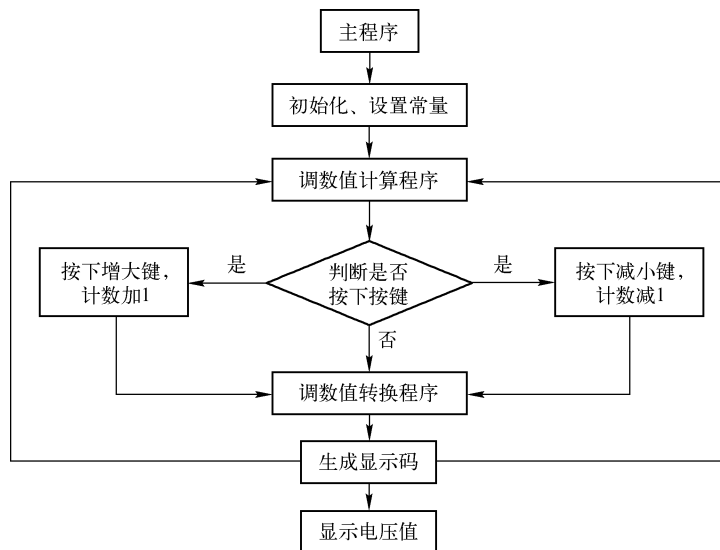 主程序
初始化、设置常量
调数值计算程序
按下增大键，
计数加1
是
判断是否
按下按键
是
按下减小键，
计数减1
否
调数值转换程序
生成显示码
显示电压值